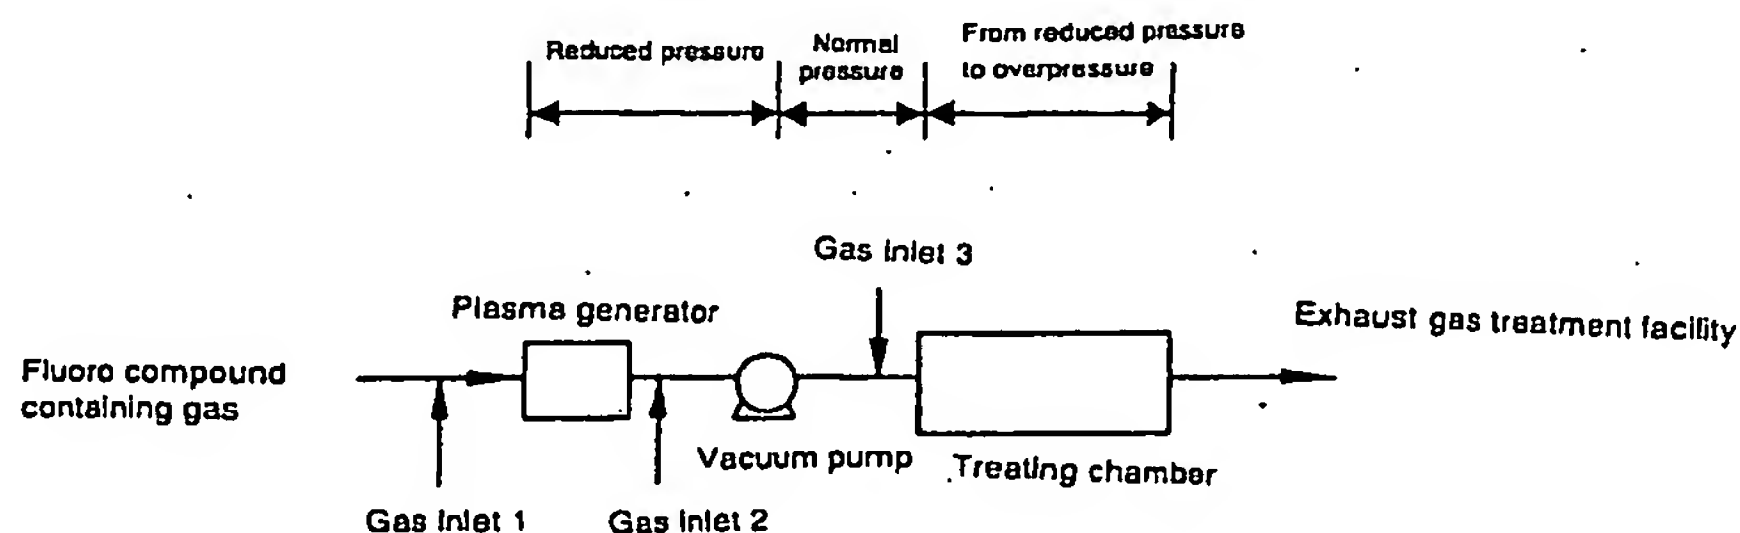 Reduced pressure
Normal
pressure
From reduced pressure
to overpressure
Gas Inlet 3
Plasma generator
Exhaust gas treatment facility
Fluoro compound
containing gas
Vacuum pump
Treating chamber
Gas Inlet 1
Gas Inlet 2